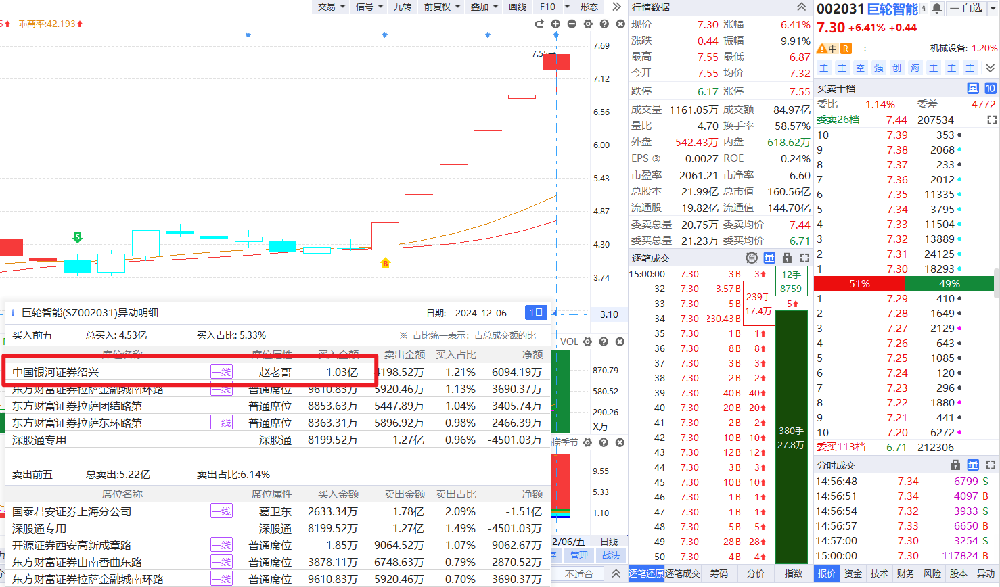 交易 信号 九转 前复权 叠加 画线 F10 形态
乖离率:42.193
7.55
7.69
7.12
6.56
6.00
5.43
4.87
4.30
3.74
3.10
S
B
巨轮智能(SZ002031)异动明细 日期: 2024-12-06 1日
买入前五 总买入: 4.53亿 买入占比: 5.33% ※ 占比统一表示：占总成交额的比
席位名称 席位属性 买入金额 卖出金额 买入占比 净额
中国银河证券绍兴 一线 赵老哥 1.03亿 4198.52万 1.21% 6094.19万
东方财富证券拉萨金融城南环路 一线 普通席位 9610.83万 5920.46万 1.13% 3690.37万
东方财富证券拉萨团结路第一 普通席位 8853.63万 5447.89万 1.04% 3405.74万
东方财富证券拉萨东环路第一 一线 普通席位 8363.31万 5896.92万 0.98% 2466.39万
深股通专用 深股通 8199.52万 1.27亿 0.96% -4501.03万
卖出前五 总卖出:5.22亿 卖出占比:6.14%
席位名称 席位属性 买入金额 卖出金额 卖出占比 净额
国泰君安证券上海分公司 一线 葛卫东 2633.34万 1.78亿 2.09% -1.51亿
深股通专用 深股通 8199.52万 1.27亿 1.49% -4501.03万
开源证券西安高新成章路 一线 普通席位 1.85万 9064.52万 1.07% -9062.67万
东方财富证券山南香曲东路 一线 普通席位 3878.11万 6748.63万 0.79% -2870.52万
东方财富证券拉萨金融城南环路 一线 普通席位 9610.83万 5920.46万 0.70% 3690.37万
VOL
870.79
580.52
290.26
X万
捞季节
9.55
5.33
1.10
2/06/五 日线
管理 战法
不适合
行情数据
现价 7.30 涨幅 6.41%
涨跌 0.44 振幅 9.91%
最高 7.55 最低 6.87
今开 7.55 均价 7.32
跌停 6.17 涨停 7.55
成交量 1161.05万 成交额 84.97亿
量比 4.70 换手率 58.57%
外盘 542.43万 内盘 618.62万
EPS ③ 0.0027 ROE 0.24%
市盈率 2061.21 市净率 6.60
总股本 21.99亿 总市值 160.56亿
流通股 19.82亿 流通值 144.70亿
委卖总量 20.75万 委卖均价 7.44
委买总量 21.23万 委买均价 6.71
逐笔成交 单 量
15:00:00 7.30 3B 3
32 7.30 3.57B
33 7.30 5B 5
34 7.30 230.43B
35 7.30 1B 1
36 7.30 8B 8
37 7.30 3B 3
38 7.30 2B 2
39 7.30 40B 40
40 7.30 20B 20
41 7.30 2B 2
42 7.30 10B 10
43 7.30 12B 12
44 7.30 3B 3
45 7.30 10B 10
46 7.30 1B 1
47 7.30 1B 1
48 7.30 5B 5
49 7.30 28B 28
50 7.30 4B 4
239手
17.4万
12手
8759
380手
27.8万
逐笔还原 逐笔成交 筹码 分价 指数
002031 巨轮智能 自选
7.30 +6.41% +0.44
中 R : 机械设备: 1.20%
主 主 空 强 创 海 主 主 主
买卖十档 量 10
委比 1.14% 委差 4772
委卖26档 7.44 207534
10 7.39 353
9 7.38 2068
8 7.37 233
7 7.36 2012
6 7.35 11335
5 7.34 3795
4 7.33 11504
3 7.32 13889
2 7.31 24125
1 7.30 18293
51% 49%
1 7.29 410
2 7.28 1649
3 7.27 2129
4 7.26 643
5 7.25 1085
6 7.24 120
7 7.23 296
8 7.22 1880
9 7.21 441
10 7.20 6272
委买113档 6.71 212306
分时成交 量
14:56:48 7.34 6799 S
14:56:51 7.34 4097 B
14:56:54 7.32 3933 S
14:56:57 7.33 6650 B
14:57:00 7.30 3254 S
15:00:00 7.30 117824 B
报价 资金 技术 财务 风险 股本 异动